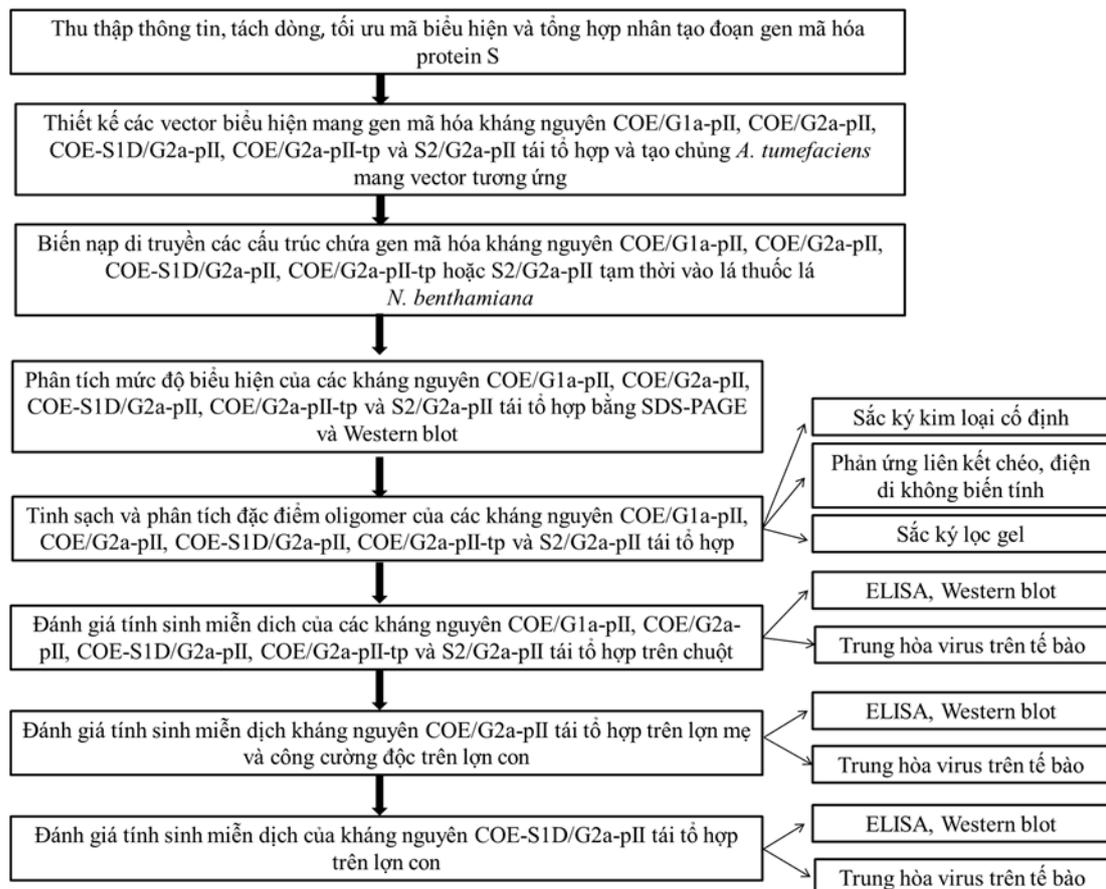 Thu thập thông tin, tách dòng, tối ưu mã biểu hiện và tổng hợp nhân tạo đoạn gen mã hóa
protein S
Thiết kế các vector biểu hiện mang gen mã hóa kháng nguyên COE/G1a-pII, COE/G2a-pII,
COE-S1D/G2a-pII, COE/G2a-pII-tp và S2/G2a-pII tái tổ hợp và tạo chủng A. tumefaciens
mang vector tương ứng
Biến nạp di truyền các cấu trúc chứa gen mã hóa kháng nguyên COE/G1a-pII, COE/G2a-pII,
COE-S1D/G2a-pII, COE/G2a-pII-tp hoặc S2/G2a-pII tạm thời vào lá thuốc lá
N. benthamiana
Phân tích mức độ biểu hiện của các kháng nguyên COE/G1a-pII, COE/G2a-pII,
COE-S1D/G2a-pII, COE/G2a-pII-tp và S2/G2a-pII tái tổ hợp bằng SDS-PAGE
và Western blot
Tinh sạch và phân tích đặc điểm oligomer của các kháng nguyên COE/G1a-pII,
COE/G2a-pII, COE-S1D/G2a-pII, COE/G2a-pII-tp và S2/G2a-pII tái tổ hợp
Sắc ký kim loại cố định
Phản ứng liên kết chéo, điện
di không biến tính
Sắc ký lọc gel
Đánh giá tính sinh miễn dich của các kháng nguyên COE/G1a-pII, COE/G2a-
pII, COE-S1D/G2a-pII, COE/G2a-pII-tp và S2/G2a-pII tái tổ hợp trên chuột
ELISA, Western blot
Trung hòa virus trên tế bào
Đánh giá tính sinh miễn dịch kháng nguyên COE/G2a-pII tái tổ hợp trên lợn mẹ
và công cường độc trên lợn con
ELISA, Western blot
Trung hòa virus trên tế bào
Đánh giá tính sinh miễn dịch của kháng nguyên COE-S1D/G2a-pII tái tổ hợp
trên lợn con
ELISA, Western blot
Trung hòa virus trên tế bào